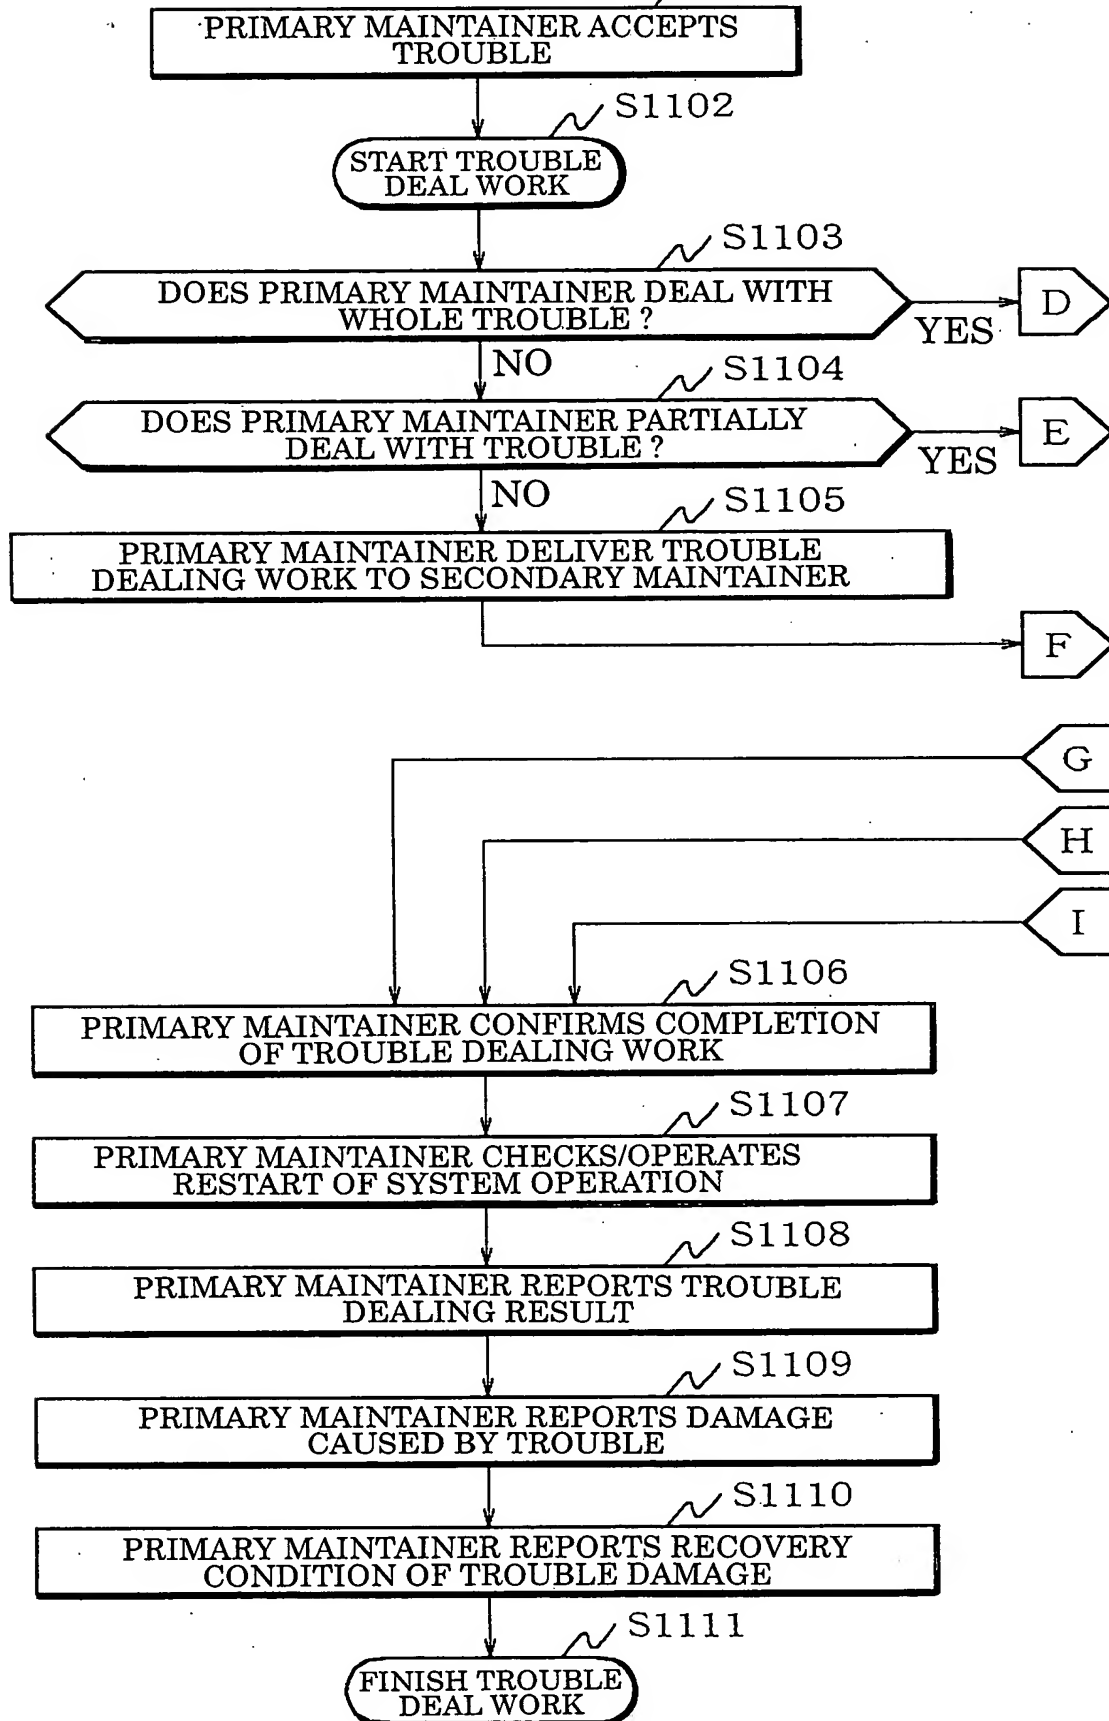 PRIMARY MAINTAINER ACCEPTS
TROUBLE
S1102
START TROUBLE
DEAL WORK
S1103
DOES PRIMARY MAINTAINER DEAL WITH
WHOLE TROUBLE ?
YES
D
NO
S1104
DOES PRIMARY MAINTAINER PARTIALLY
DEAL WITH TROUBLE ?
YES
E
NO
S1105
PRIMARY MAINTAINER DELIVER TROUBLE
DEALING WORK TO SECONDARY MAINTAINER
F
G
H
I
S1106
PRIMARY MAINTAINER CONFIRMS COMPLETION
OF TROUBLE DEALING WORK
S1107
PRIMARY MAINTAINER CHECKS/OPERATES
RESTART OF SYSTEM OPERATION
S1108
PRIMARY MAINTAINER REPORTS TROUBLE
DEALING RESULT
S1109
PRIMARY MAINTAINER REPORTS DAMAGE
CAUSED BY TROUBLE
S1110
PRIMARY MAINTAINER REPORTS RECOVERY
CONDITION OF TROUBLE DAMAGE
S1111
FINISH TROUBLE
DEAL WORK